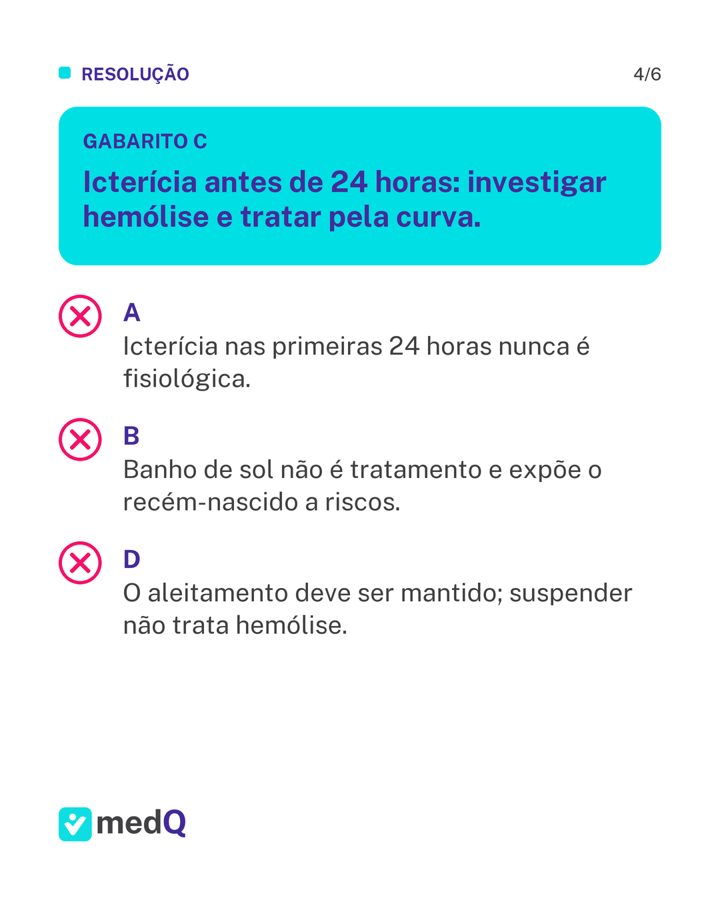 RESOLUÇÃO
4/6
GABARITO C
Icterícia antes de 24 horas: investigar
hemólise e tratar pela curva.
A
Icterícia nas primeiras 24 horas nunca é
fisiológica.
B
Banho de sol não é tratamento e expõe o
recém-nascido a riscos.
D
O aleitamento deve ser mantido; suspender
não trata hemólise.
medQ